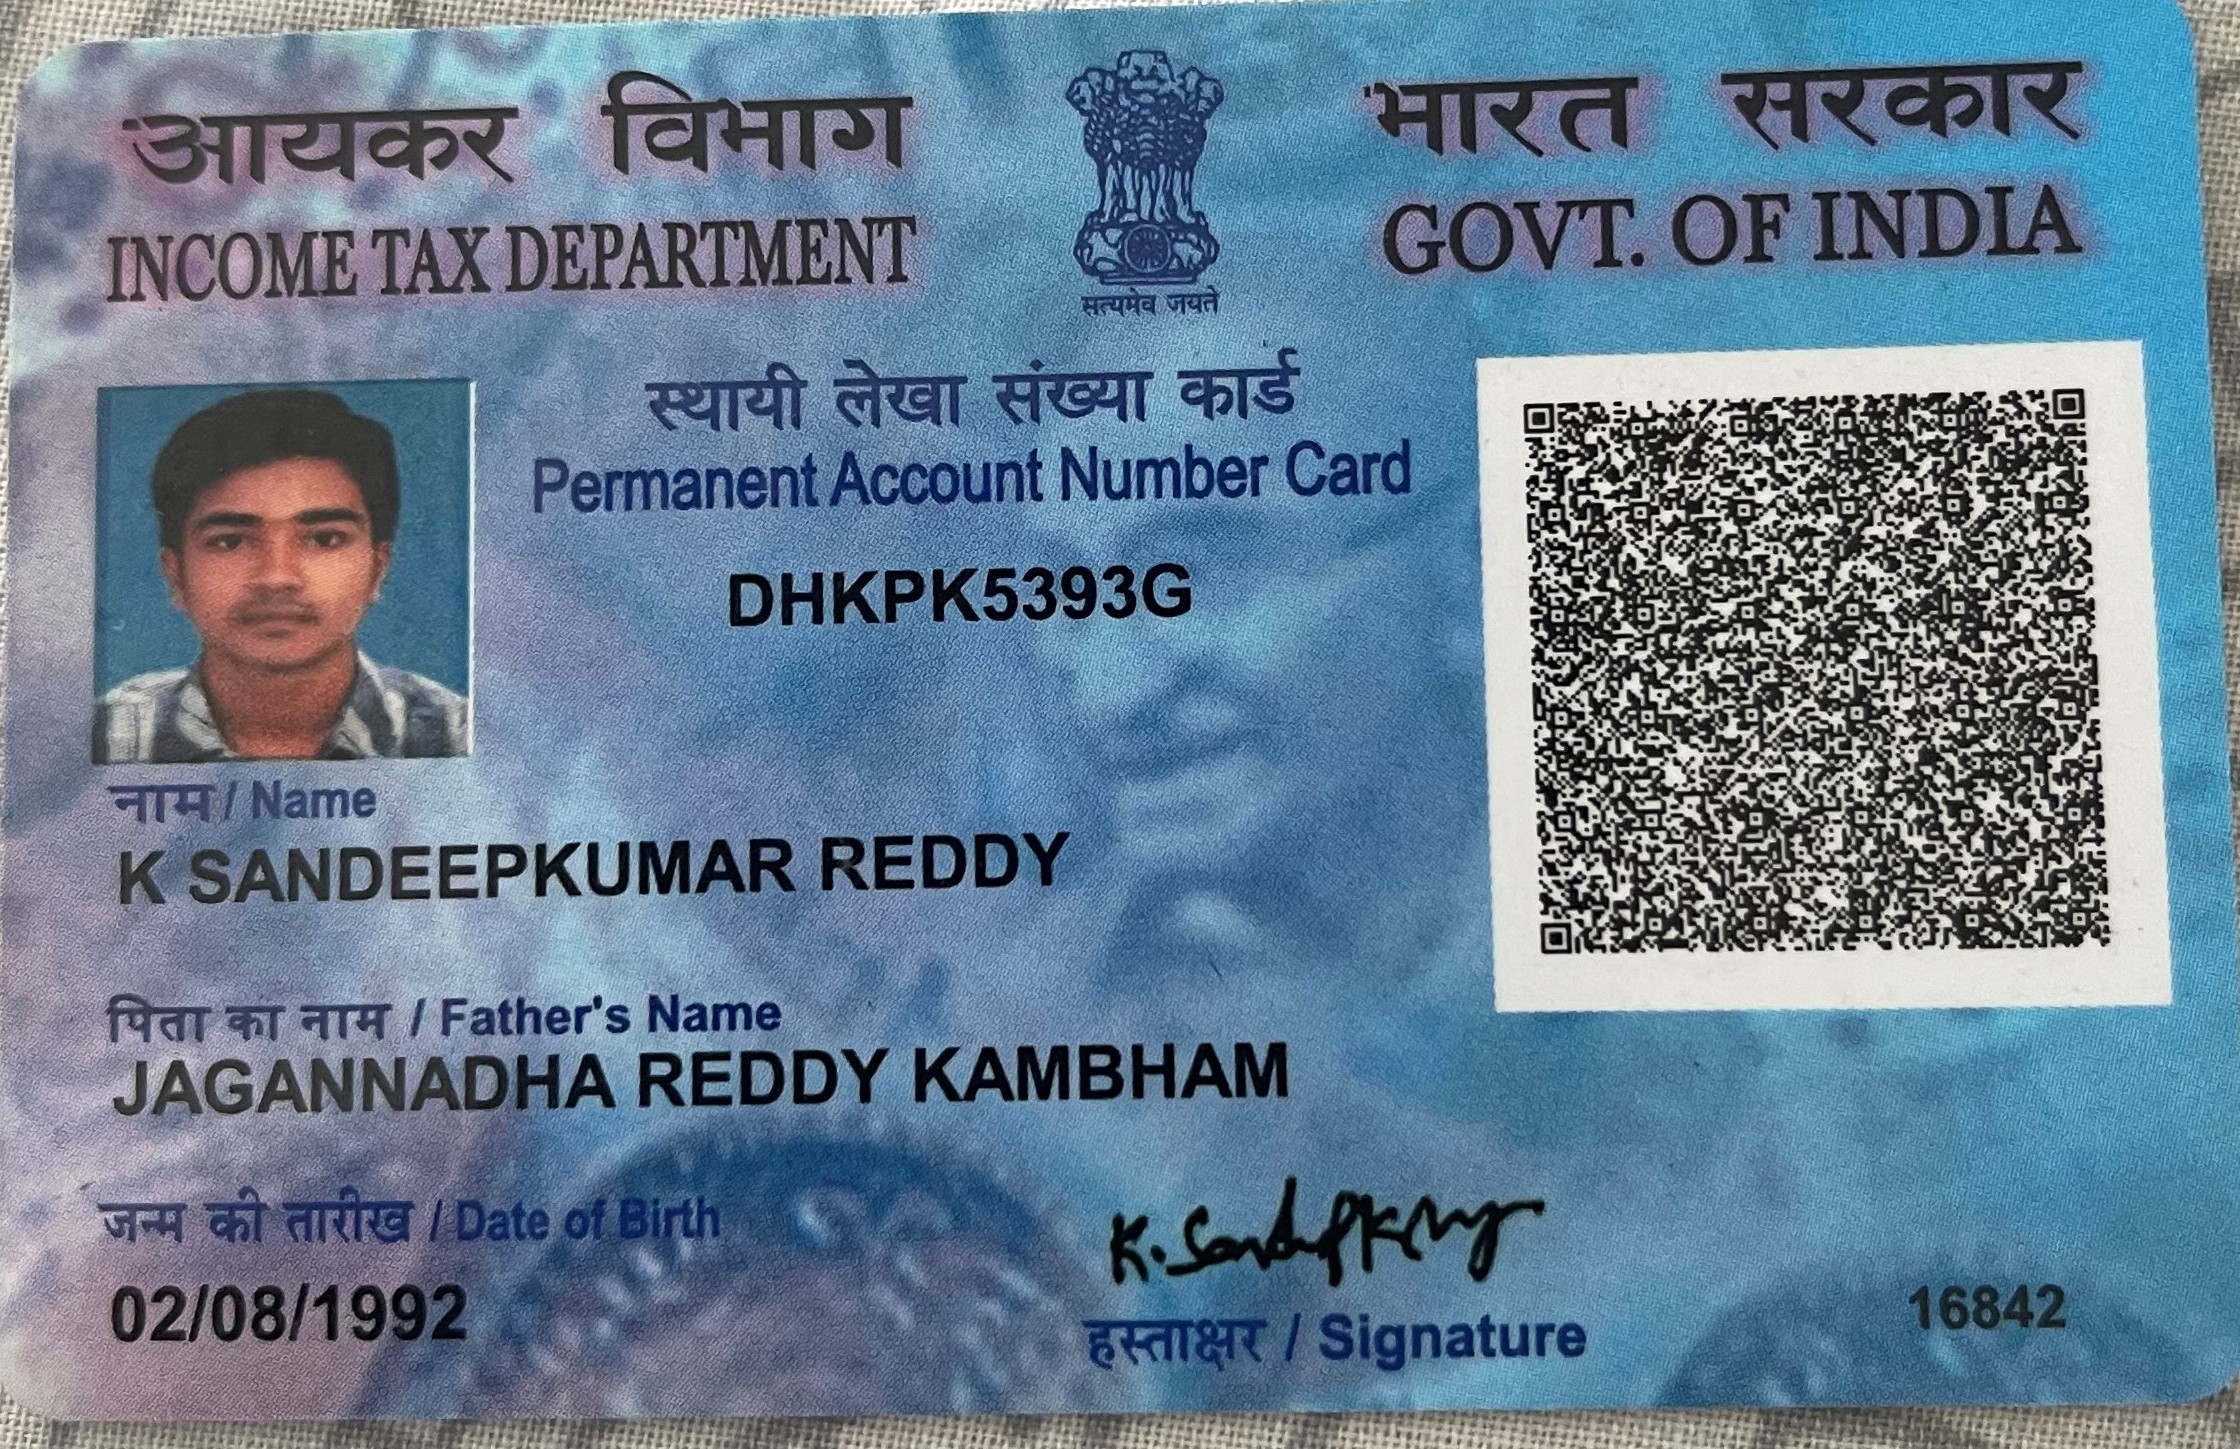 आयकर विभाग
INCOME TAX DEPARTMENT
सत्यमेव जयते
भारत सरकार
GOVT. OF INDIA
स्थायी लेखा संख्या कार्ड
Permanent Account Number Card
DHKPK5393G
नाम / Name
K SANDEEPKUMAR REDDY
पिता का नाम / Father's Name
JAGANNADHA REDDY KAMBHAM
जन्म की तारीख / Date of Birth
02/08/1992
हस्ताक्षर / Signature
16842